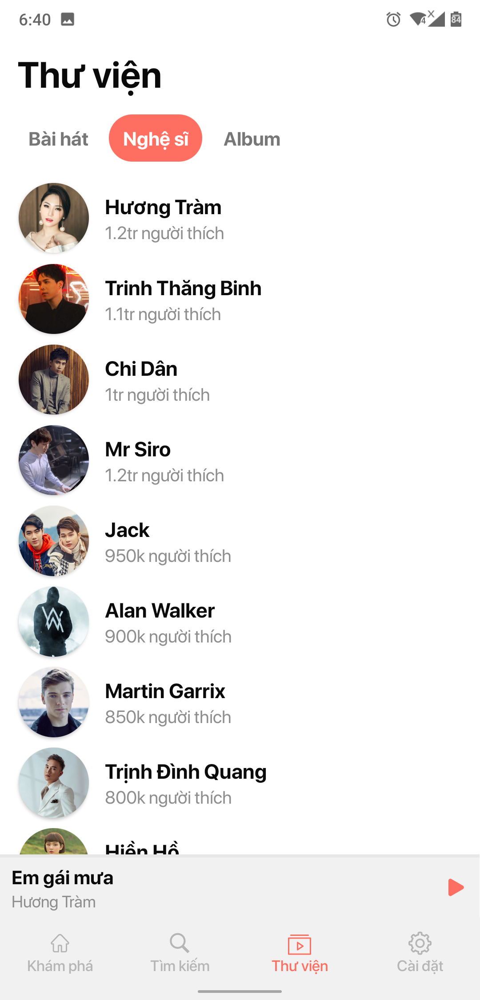 6:40
4
X
84
Thư viện
Bài hát
Nghệ sĩ
Album
Hương Tràm
1.2tr người thích
Trinh Thăng Binh
1.1tr người thích
Chi Dân
1tr người thích
Mr Siro
1.2tr người thích
Jack
950k người thích
Alan Walker
900k người thích
Martin Garrix
850k người thích
Trịnh Đình Quang
800k người thích
Hiền Hồ
Em gái mưa
Hương Tràm
Khám phá
Tìm kiếm
Thư viện
Cài đặt